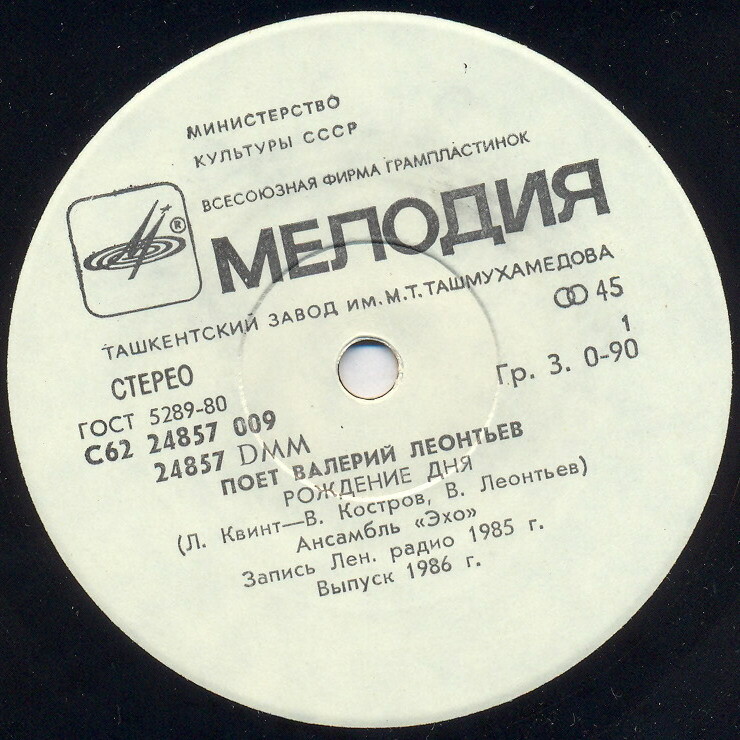 МИНИСТЕРСТВО
КУЛЬТУРЫ СССР
ВСЕСОЮЗНАЯ ФИРМА ГРАМПЛАСТИНОК
МЕЛОДИЯ
®
ТАШКЕНТСКИЙ ЗАВОД ИМ. М.Т. ТАШМУХАМЕДОВА
СТЕРЕО
45
ГОСТ 5289-80
1
С62 24857 009
Гр. 3. 0-90
24857 DMM
ПОЕТ ВАЛЕРИЙ ЛЕОНТЬЕВ
РОЖДЕНИЕ ДНЯ
(Л. Квинт—В. Костров, В. Леонтьев)
Ансамбль «Эхо»
Запись Лен. радио 1985 г.
Выпуск 1986 г.